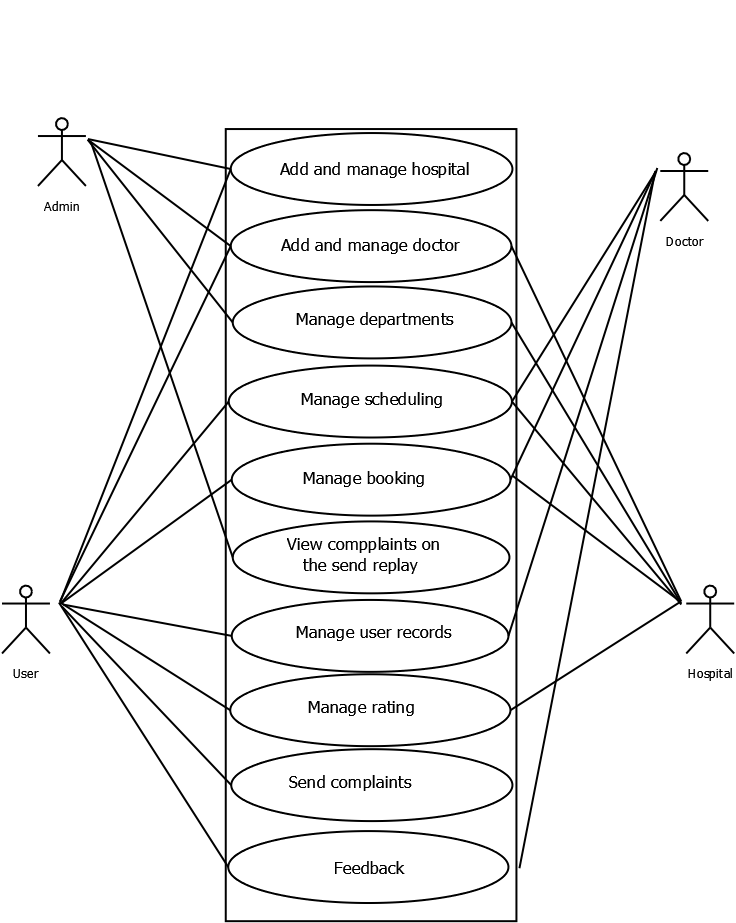 Admin
Doctor
Add and manage hospital
Add and manage doctor
Manage departments
Manage scheduling
Manage booking
View compplaints on
the send replay
Manage user records
User
Hospital
Manage rating
Send complaints
Feedback